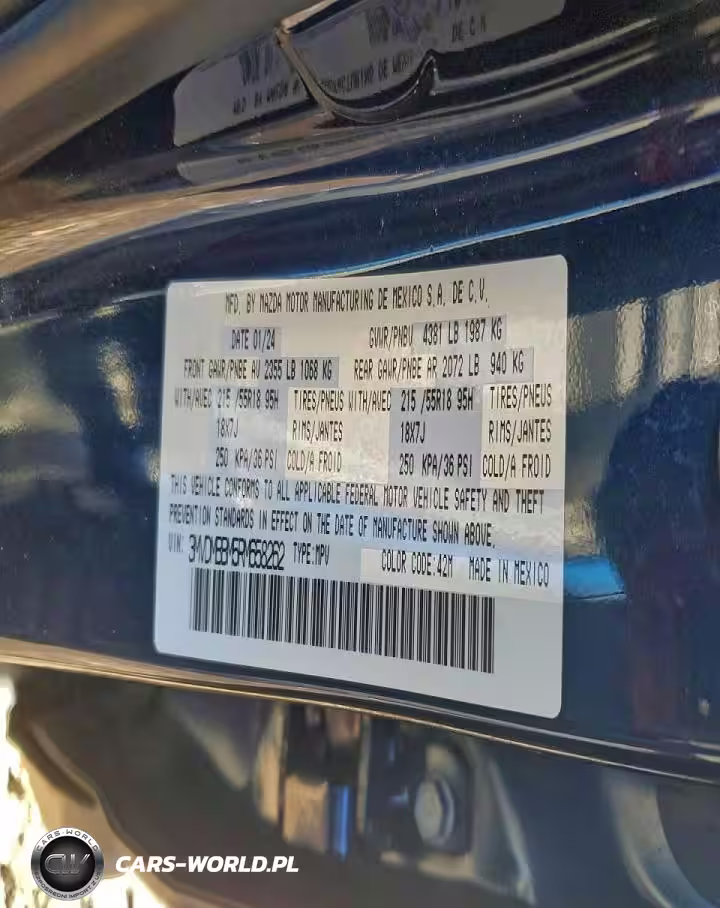 DE C.V.
MFD. BY MAZDA MOTOR MANUFACTURING DE MEXICO S.A. DE C.V.
DATE 01/24 GVWR/PNBV 4381 LB 1987 KG
FRONT GAWR/PNBE AV 2355 LB 1068 KG REAR GAWR/PNBE AR 2072 LB 940 KG
WITH/AVEC 215 /55R18 95H TIRES/PNEUS WITH/AVEC 215 /55R18 95H TIRES/PNEUS
18X7J RIMS/JANTES 18X7J RIMS/JANTES
250 KPA/36 PSI COLD/A FROID 250 KPA/36 PSI COLD/A FROID
THIS VEHICLE CONFORMS TO ALL APPLICABLE FEDERAL MOTOR VEHICLE SAFETY AND THEFT
PREVENTION STANDARDS IN EFFECT ON THE DATE OF MANUFACTURE SHOWN ABOVE.
VIN: TYPE:MPV COLOR CODE:42M MADE IN MEXICO
CARS-WORLD
CW
CARS-WORLD.PL